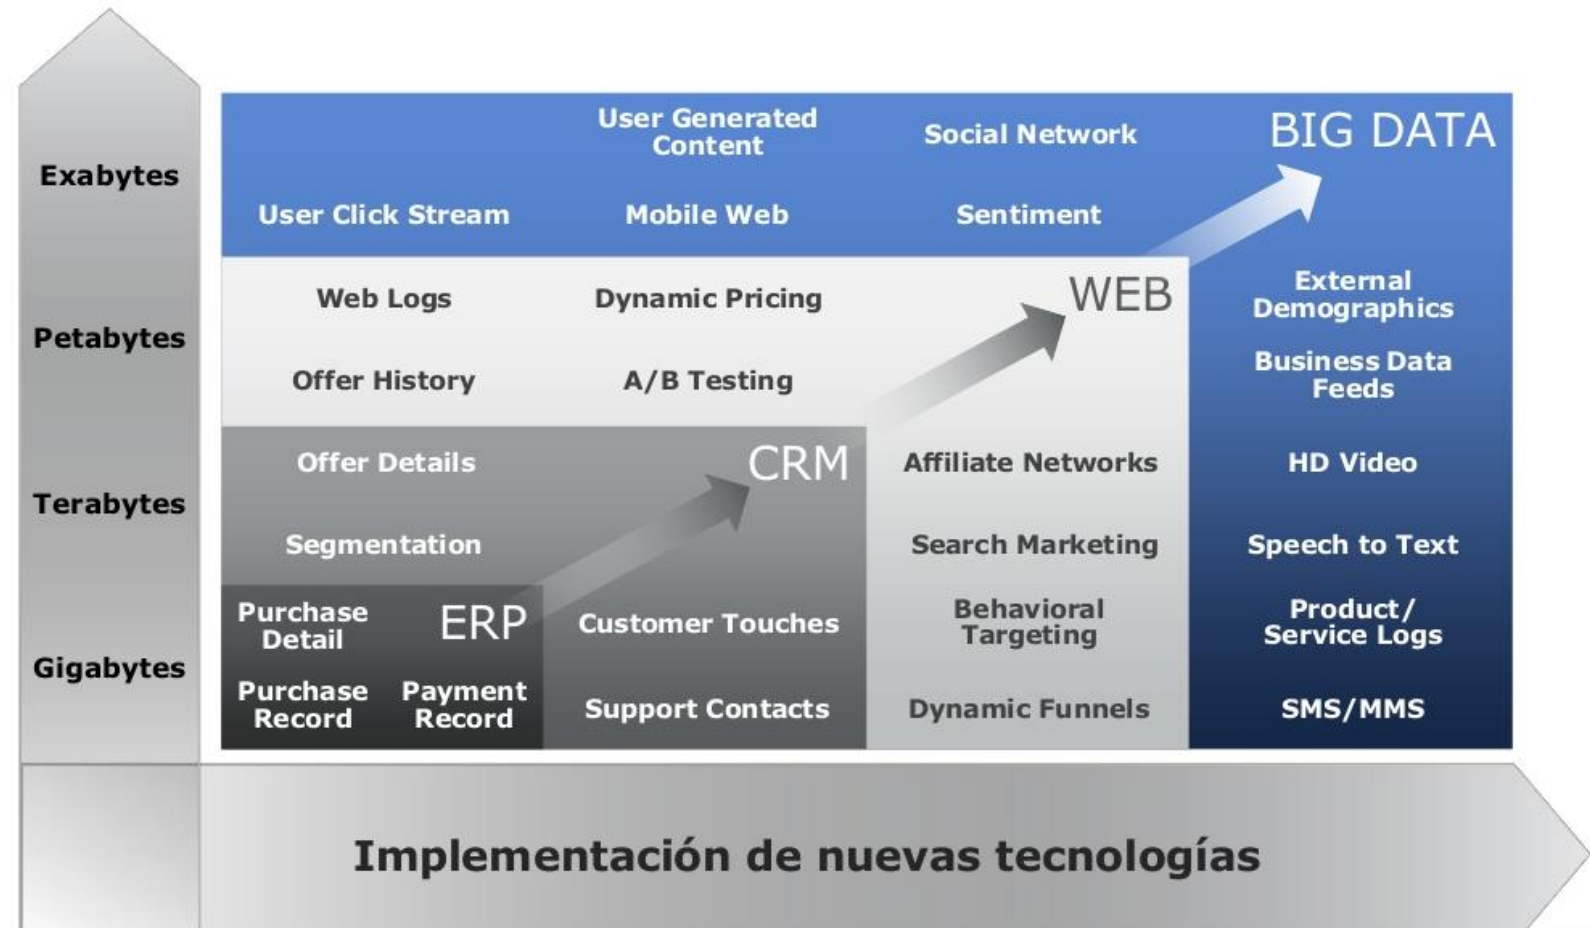 Exabytes
Petabytes
Terabytes
Gigabytes
User Generated
Content
Social Network
BIG DATA
User Click Stream
Mobile Web
Sentiment
Web Logs
Dynamic Pricing
WEB
External
Demographics
Offer History
A/B Testing
Business Data
Feeds
Offer Details
CRM
Affiliate Networks
HD Video
Segmentation
Search Marketing
Speech to Text
Purchase
Detail
ERP
Customer Touches
Behavioral
Targeting
Product/
Service Logs
Purchase
Record
Payment
Record
Support Contacts
Dynamic Funnels
SMS/MMS
Implementación de nuevas tecnologías